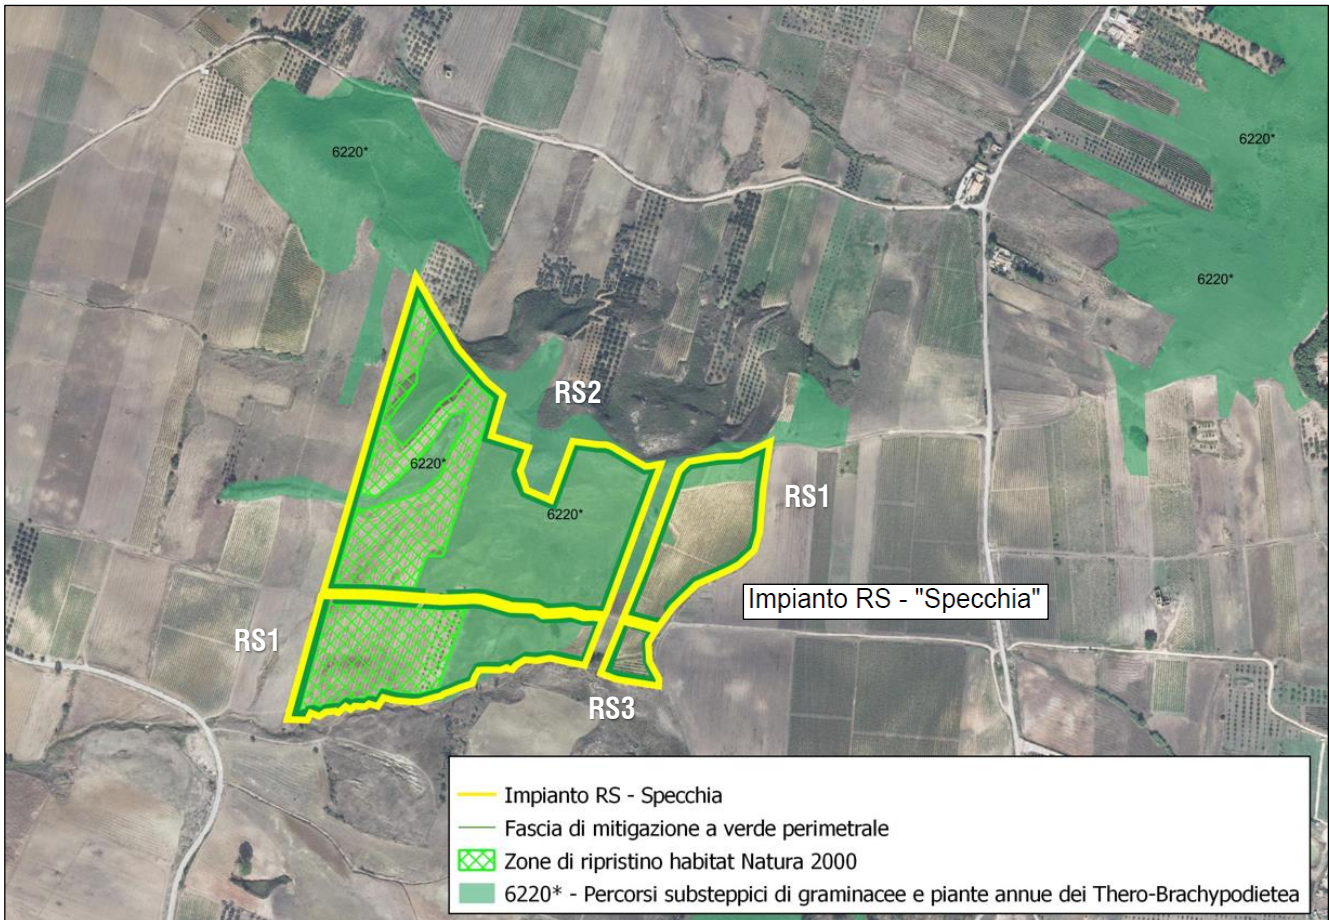 6220*
6220*
6220*
RS2
6220*
RS1
6220*
Impianto RS - "Specchia"
RS1
RS3
Impianto RS - Specchia
Fascia di mitigazione a verde perimetrale
Zone di ripristino habitat Natura 2000
6220* - Percorsi substeppici di graminacee e piante annue dei Thero-Brachypodietea